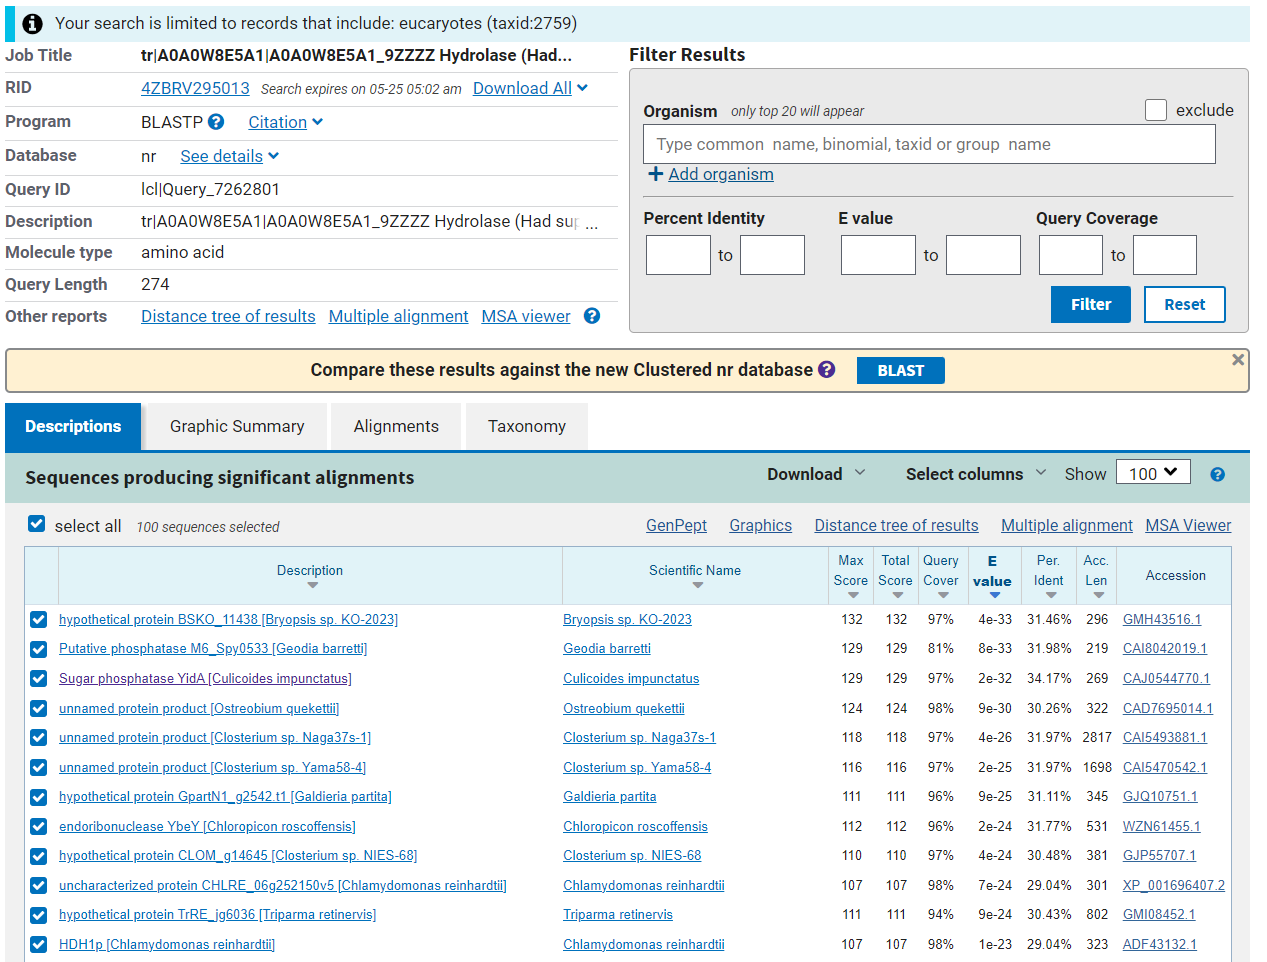 Your search is limited to records that include: eucaryotes (taxid:2759)
Job Title tr|A0A0W8E5A1|A0A0W8E5A1_9ZZZZ Hydrolase (Had...
RID 4ZBRV295013 Search expires on 05-25 05:02 am Download All
Program BLASTP Citation
Database nr See details
Query ID lcl|Query_7262801
Description tr|A0A0W8E5A1|A0A0W8E5A1_9ZZZZ Hydrolase (Had sup ...
Molecule type amino acid
Query Length 274
Other reports Distance tree of results Multiple alignment MSA viewer
Filter Results
Organism only top 20 will appear exclude
Type common name, binomial, taxid or group name
Add organism
Percent Identity E value Query Coverage
to to to
Filter Reset
Compare these results against the new Clustered nr database BLAST
Descriptions Graphic Summary Alignments Taxonomy
Sequences producing significant alignments Download Select columns Show 100
select all 100 sequences selected GenPept Graphics Distance tree of results Multiple alignment MSA Viewer
Description Scientific Name Max Score Total Score Query Cover E value Per. Ident Acc. Len Accession
hypothetical protein BSKO_11438 [Bryopsis sp. KO-2023] Bryopsis sp. KO-2023 132 132 97% 4e-33 31.46% 296 GMH43516.1
Putative phosphatase M6_Spy0533 [Geodia barretti] Geodia barretti 129 129 81% 8e-33 31.98% 219 CAI8042019.1
Sugar phosphatase YidA [Culicoides impunctatus] Culicoides impunctatus 129 129 97% 2e-32 34.17% 269 CAJ0544770.1
unnamed protein product [Ostreobium quekettii] Ostreobium quekettii 124 124 98% 9e-30 30.26% 322 CAD7695014.1
unnamed protein product [Closterium sp. Naga37s-1] Closterium sp. Naga37s-1 118 118 97% 4e-26 31.97% 2817 CAI5493881.1
unnamed protein product [Closterium sp. Yama58-4] Closterium sp. Yama58-4 116 116 97% 2e-25 31.97% 1698 CAI5470542.1
hypothetical protein GpartN1_g2542.t1 [Galdieria partita] Galdieria partita 111 111 96% 9e-25 31.11% 345 GJQ10751.1
endoribonuclease YbeY [Chloropicon roscoffensis] Chloropicon roscoffensis 112 112 96% 2e-24 31.77% 531 WZN61455.1
hypothetical protein CLOM_g14645 [Closterium sp. NIES-68] Closterium sp. NIES-68 110 110 97% 4e-24 30.48% 381 GJP55707.1
uncharacterized protein CHLRE_06g252150v5 [Chlamydomonas reinhardtii] Chlamydomonas reinhardtii 107 107 98% 7e-24 29.04% 301 XP_001696407.2
hypothetical protein TrRE_jg6036 [Triparma retinervis] Triparma retinervis 111 111 94% 9e-24 30.43% 802 GMI08452.1
HDH1p [Chlamydomonas reinhardtii] Chlamydomonas reinhardtii 107 107 98% 1e-23 29.04% 323 ADF43132.1